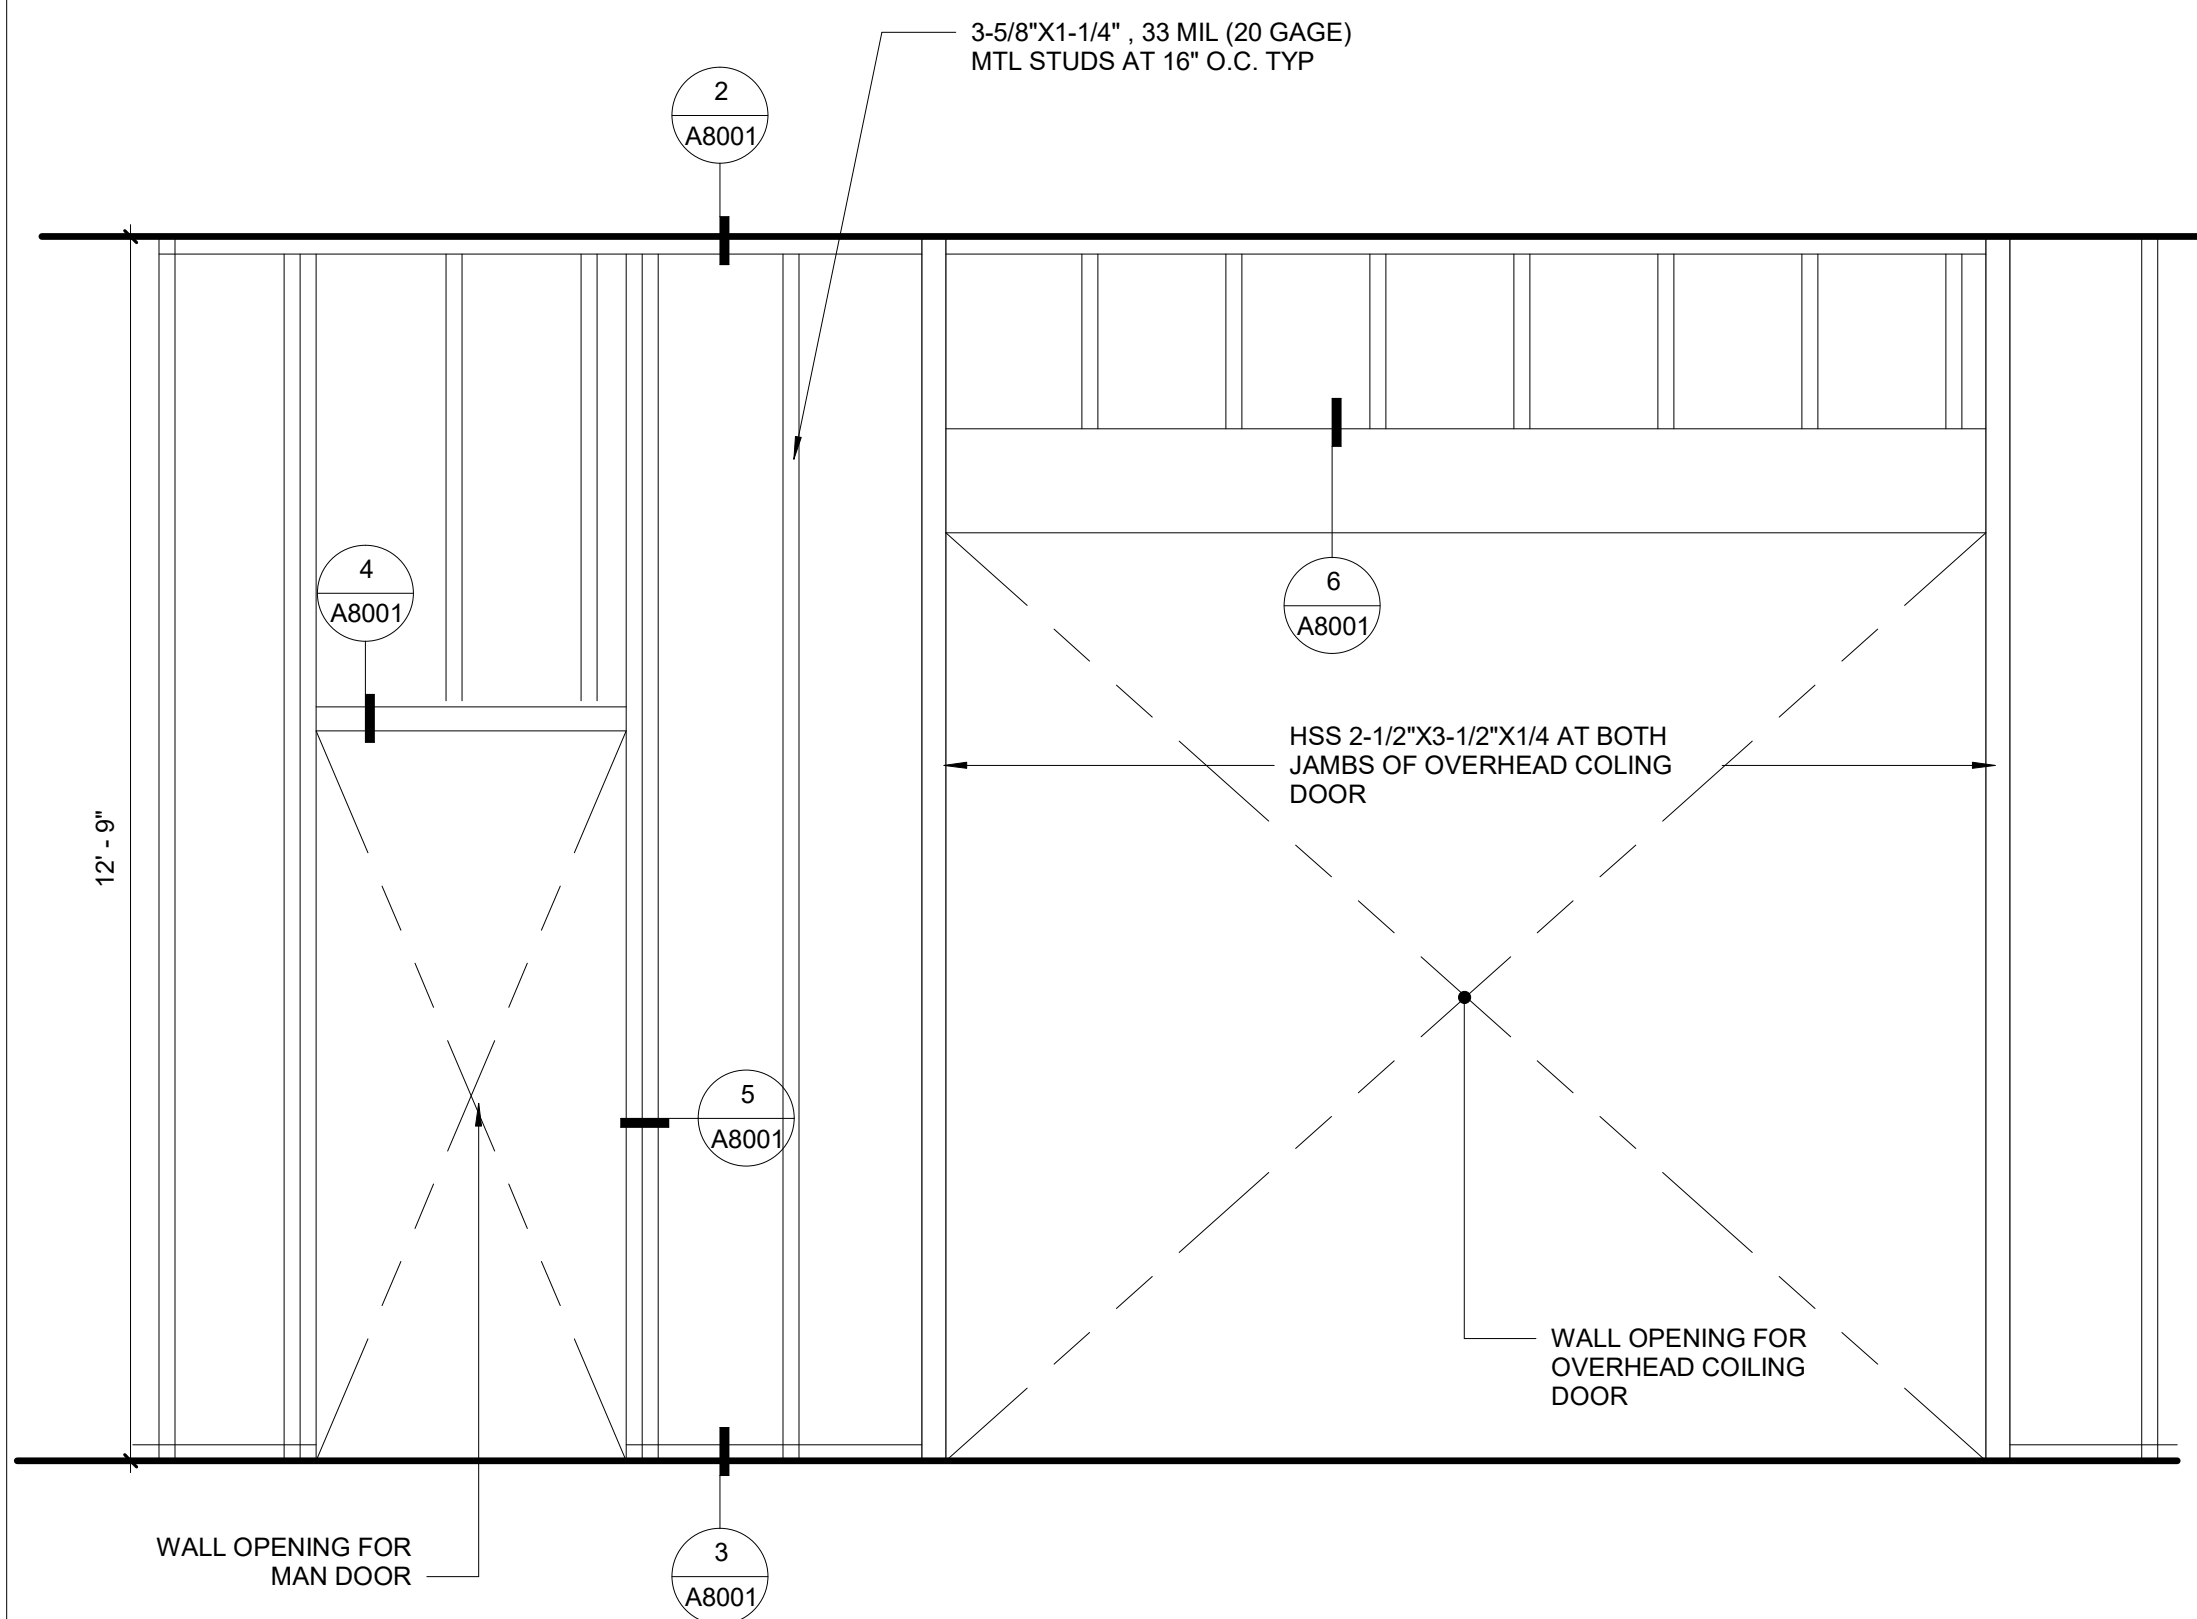 3-5/8"X1-1/4" , 33 MIL (20 GAGE)
MTL STUDS AT 16" O.C. TYP
2
A8001
4
A8001
6
A8001
HSS 2-1/2"X3-1/2"X1/4 AT BOTH
JAMBS OF OVERHEAD COLING
DOOR
12' - 9"
5
A8001
WALL OPENING FOR
OVERHEAD COILING
DOOR
WALL OPENING FOR
MAN DOOR
3
A8001